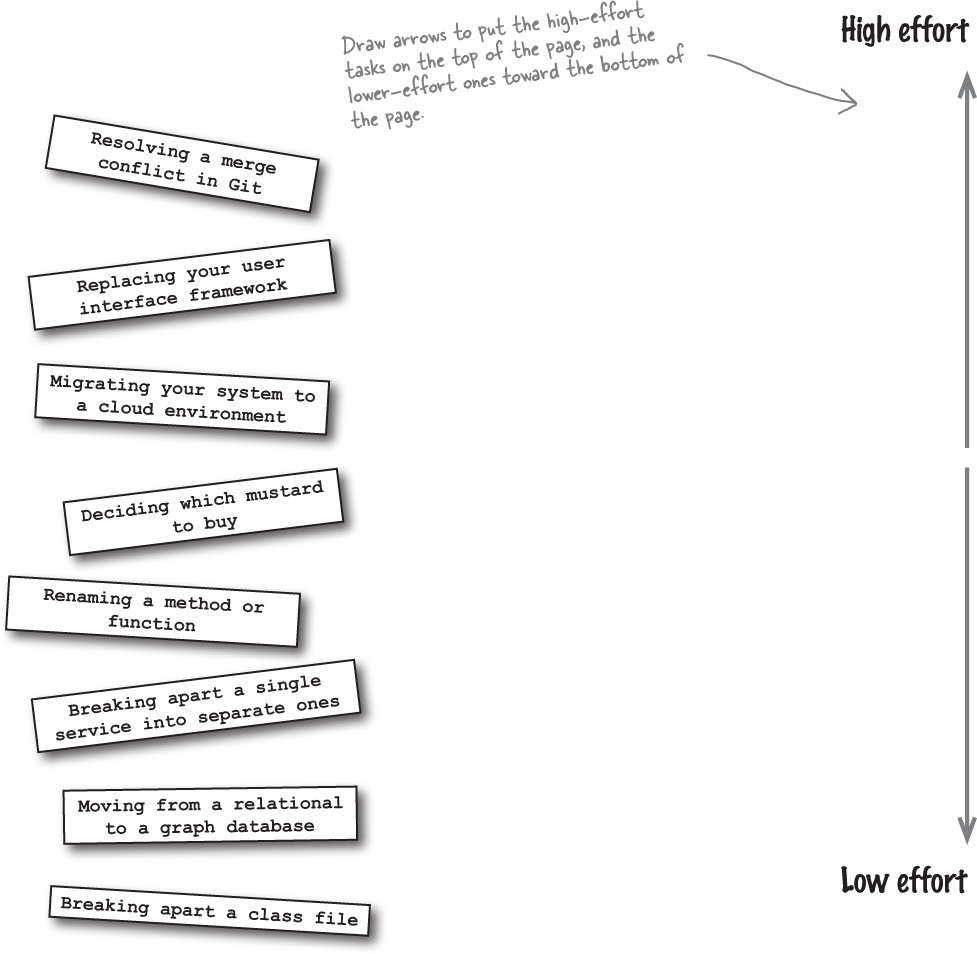 Draw arrows to put the high-effort
tasks on the top of the page, and the
lower-effort ones toward the bottom of
the page.
High effort
Resolving a merge
conflict in Git
Replacing your user
interface framework
Migrating your system to
a cloud environment
Deciding which mustard
to buy
Renaming a method or
function
Breaking apart a single
service into separate ones
Moving from a relational
to a graph database
Breaking apart a class file
Low effort